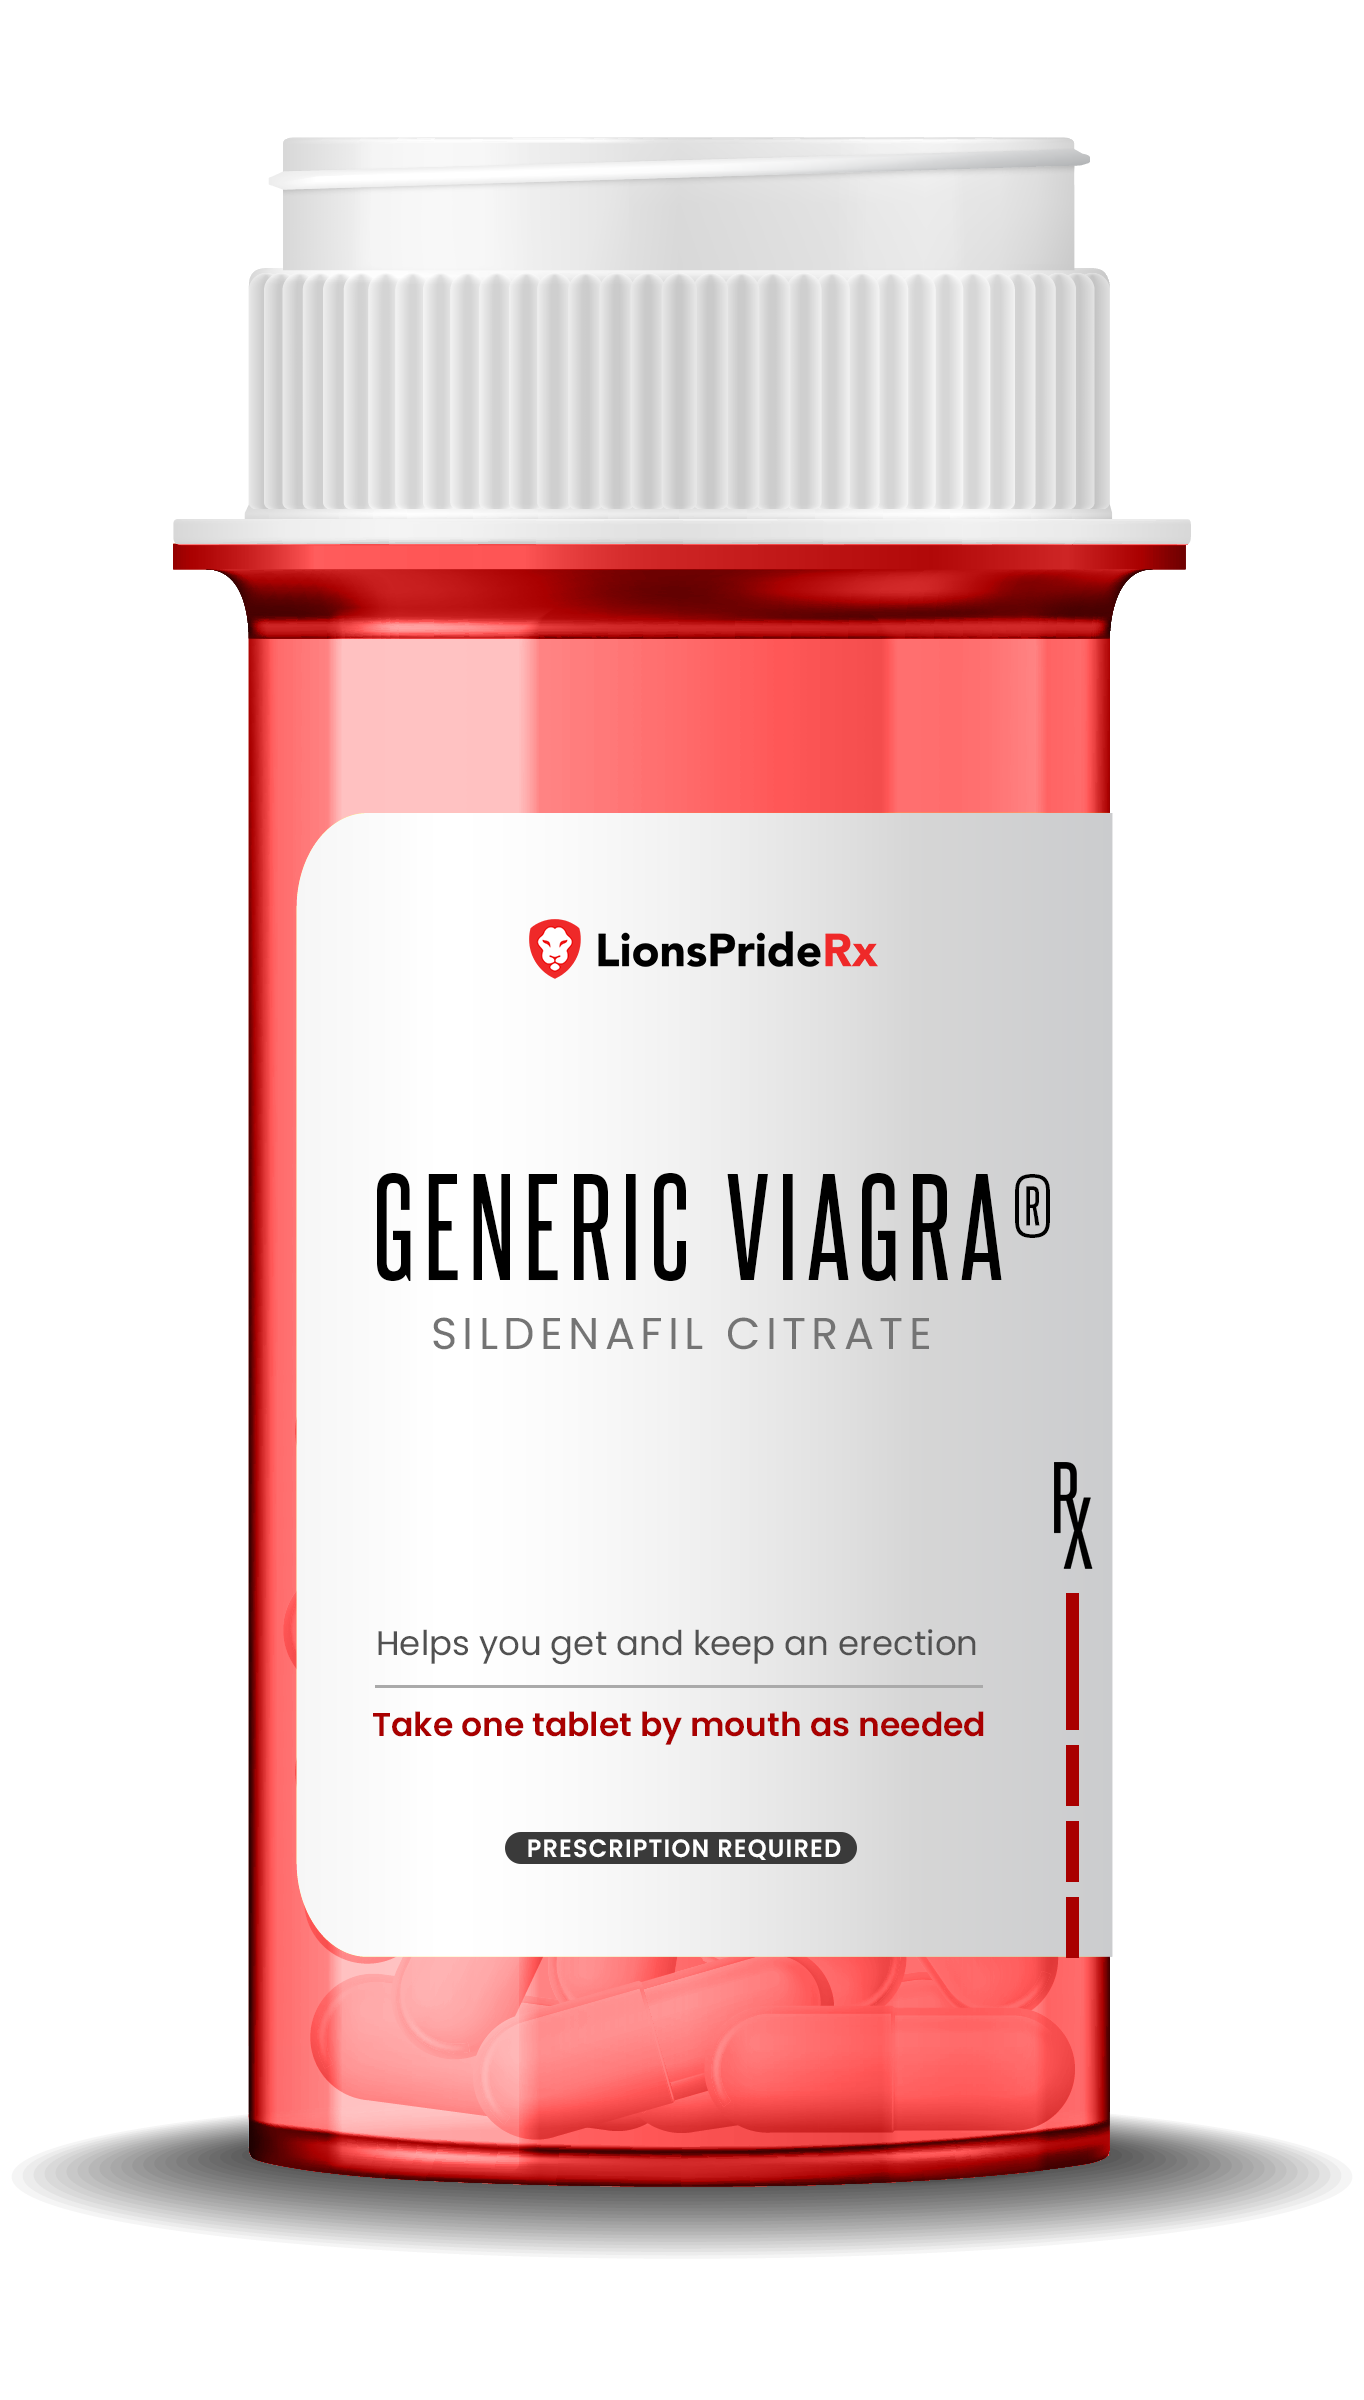 LionsPrideRx
GENERIC VIAGRA®
SILDENAFIL CITRATE
Rx
Helps you get and keep an erection
Take one tablet by mouth as needed
PRESCRIPTION REQUIRED